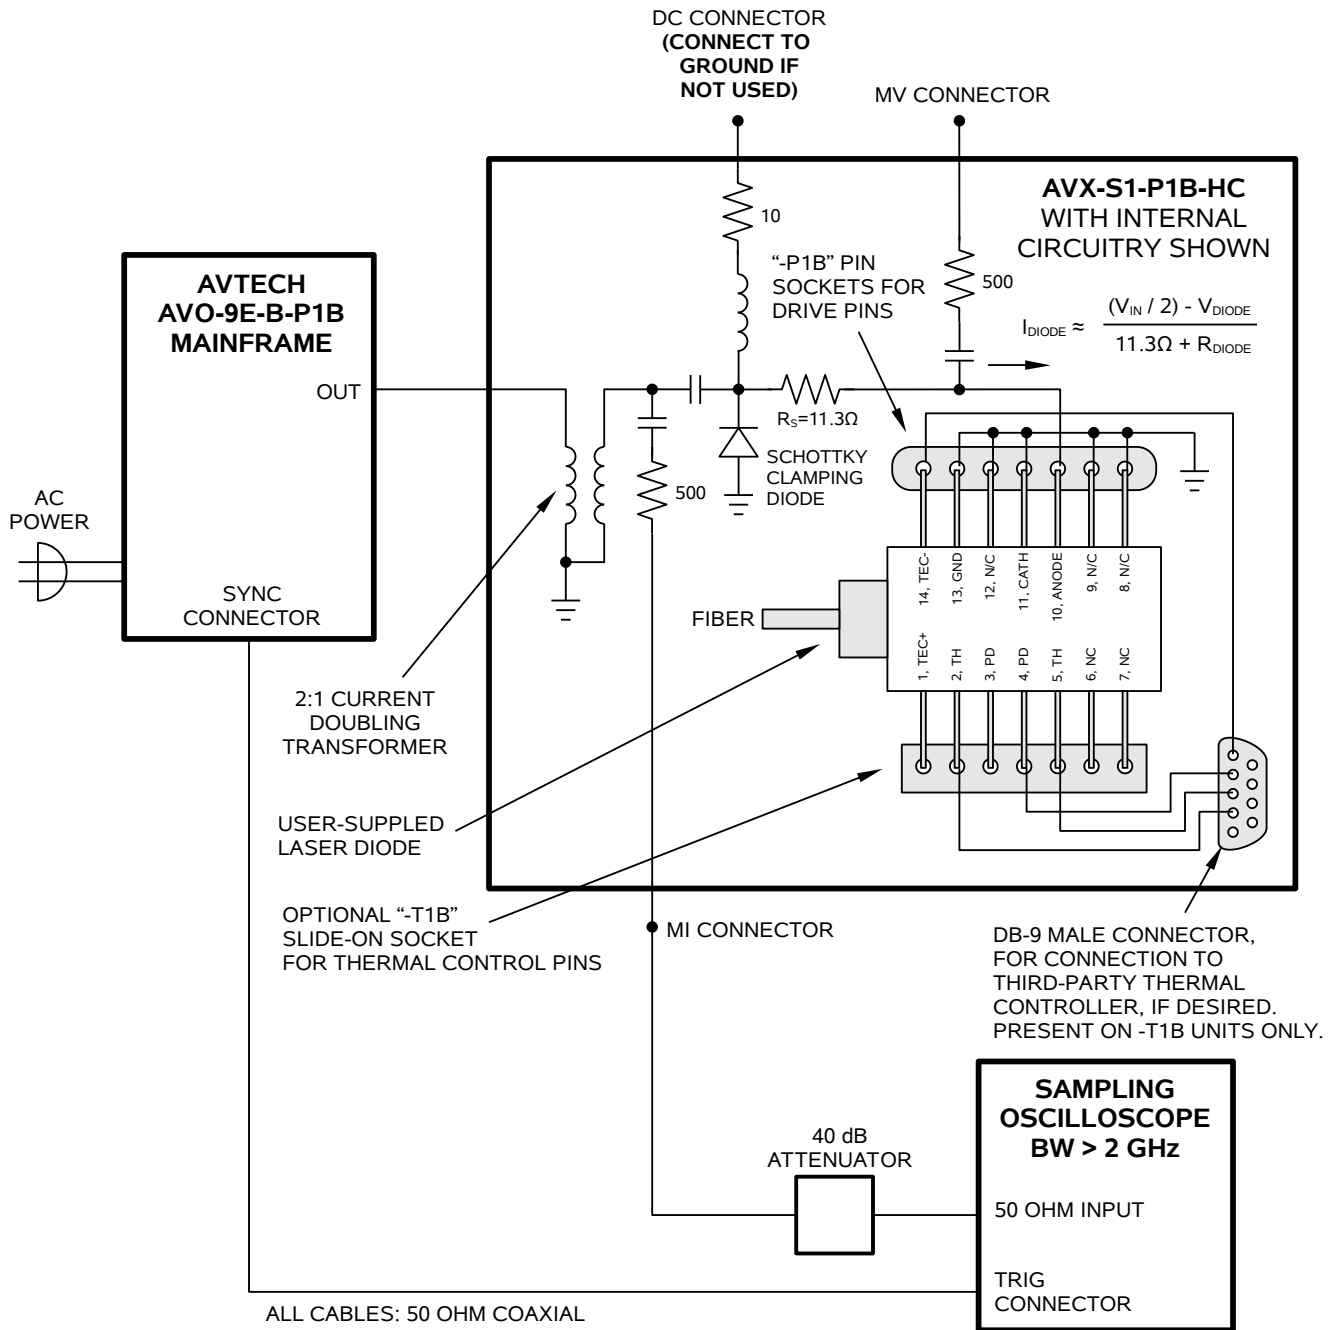 DC CONNECTOR
(CONNECT TO
GROUND IF
NOT USED)
MV CONNECTOR
AVX-S1-P1B-HC
WITH INTERNAL
CIRCUITRY SHOWN
10
500
“-P1B” PIN
SOCKETS FOR
DRIVE PINS
IDIODE ≈ (VIN / 2) - VDIODE
11.3Ω + RDIODE
AVTECH
AVO-9E-B-P1B
MAINFRAME
OUT
RS=11.3Ω
SCHOTTKY
CLAMPING
DIODE
500
AC
POWER
SYNC
CONNECTOR
14, TEC-
13, GND
12, N/C
11, CATH
10, ANODE
9, N/C
8, N/C
FIBER
1, TEC+
2, TH
3, PD
4, PD
5, TH
6, NC
7, NC
2:1 CURRENT
DOUBLING
TRANSFORMER
USER-SUPPLED
LASER DIODE
OPTIONAL “-T1B”
SLIDE-ON SOCKET
FOR THERMAL CONTROL PINS
MI CONNECTOR
DB-9 MALE CONNECTOR,
FOR CONNECTION TO
THIRD-PARTY THERMAL
CONTROLLER, IF DESIRED.
PRESENT ON -T1B UNITS ONLY.
SAMPLING
OSCILLOSCOPE
BW > 2 GHz
40 dB
ATTENUATOR
50 OHM INPUT
TRIG
CONNECTOR
ALL CABLES: 50 OHM COAXIAL